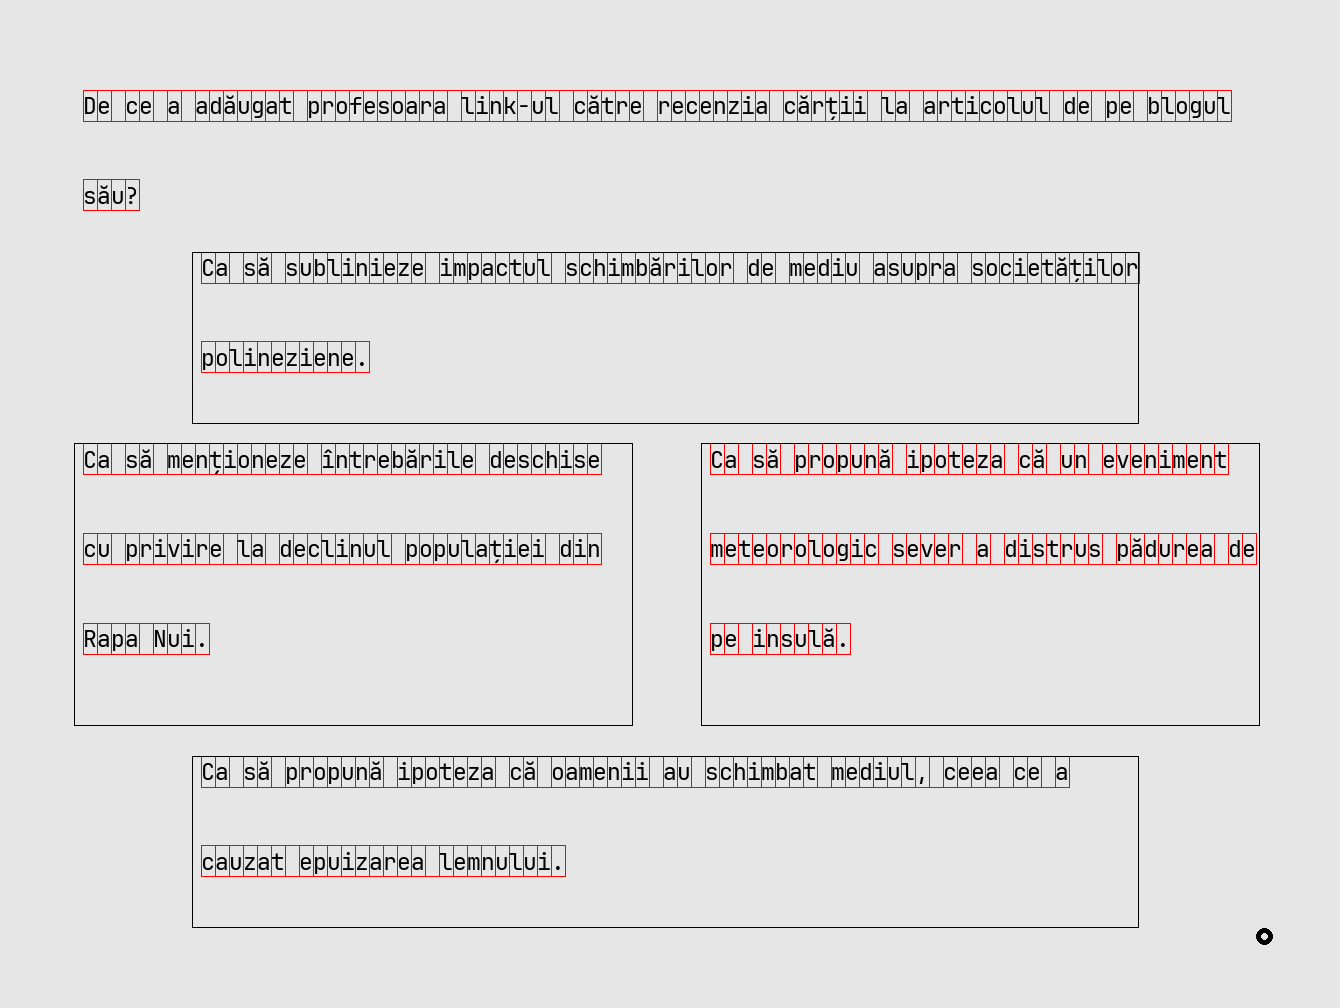 De ce a adăugat profesoara link-ul către recenzia cărții la articolul de pe blogul
său?
Ca să sublinieze impactul schimbărilor de mediu asupra societăților
polineziene.
Ca să menționeze întrebările deschise
cu privire la declinul populației din
Rapa Nui.
Ca să propună ipoteza că un eveniment
meteorologic sever a distrus pădurea de
pe insulă.
Ca să propună ipoteza că oamenii au schimbat mediul, ceea ce a
cauzat epuizarea lemnului.